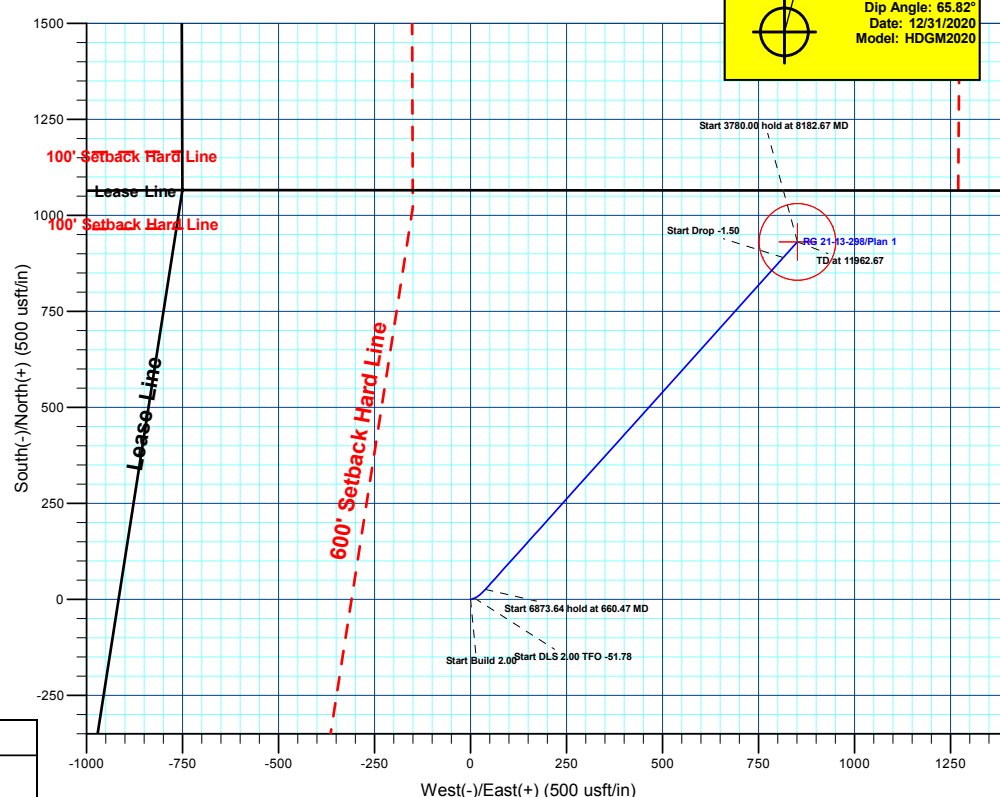 Dip Angle: 65.82°
Date: 12/31/2020
Model: HDGM2020
1500
1250
1000
750
500
250
0
-250
South(-)/North(+) (500 usft/in)
-1000
-750
-500
-250
0
250
500
750
1000
1250
West(-)/East(+) (500 usft/in)
100' Setback Hard Line
Lease Line
100' Setback Hard Line
Lease Line
600' Setback Hard Line
Start 3780.00 hold at 8182.67 MD
Start Drop -1.50
RG 21-13-298/Plan 1
TD at 11962.67
Start 6873.64 hold at 660.47 MD
Start Build 2.00
Start DLS 2.00 TFO -51.78